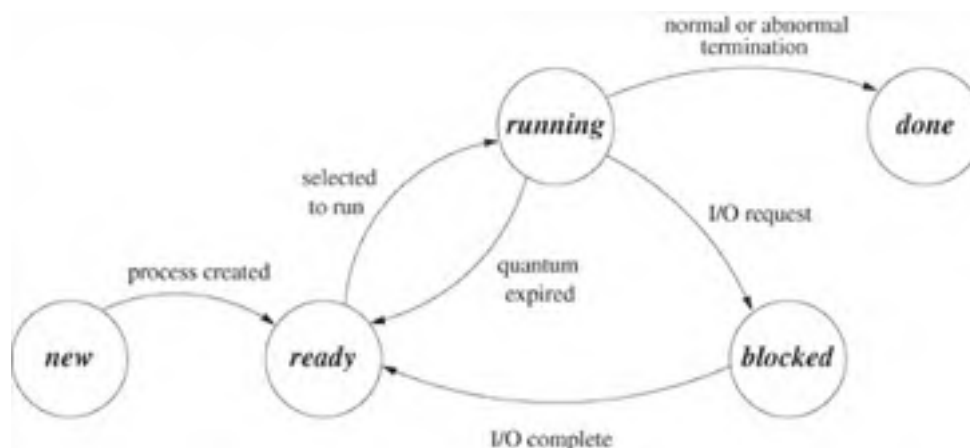 normal or abnormal
termination
running
done
selected
to run
I/O request
process created
quantum
expired
new
ready
blocked
I/O complete